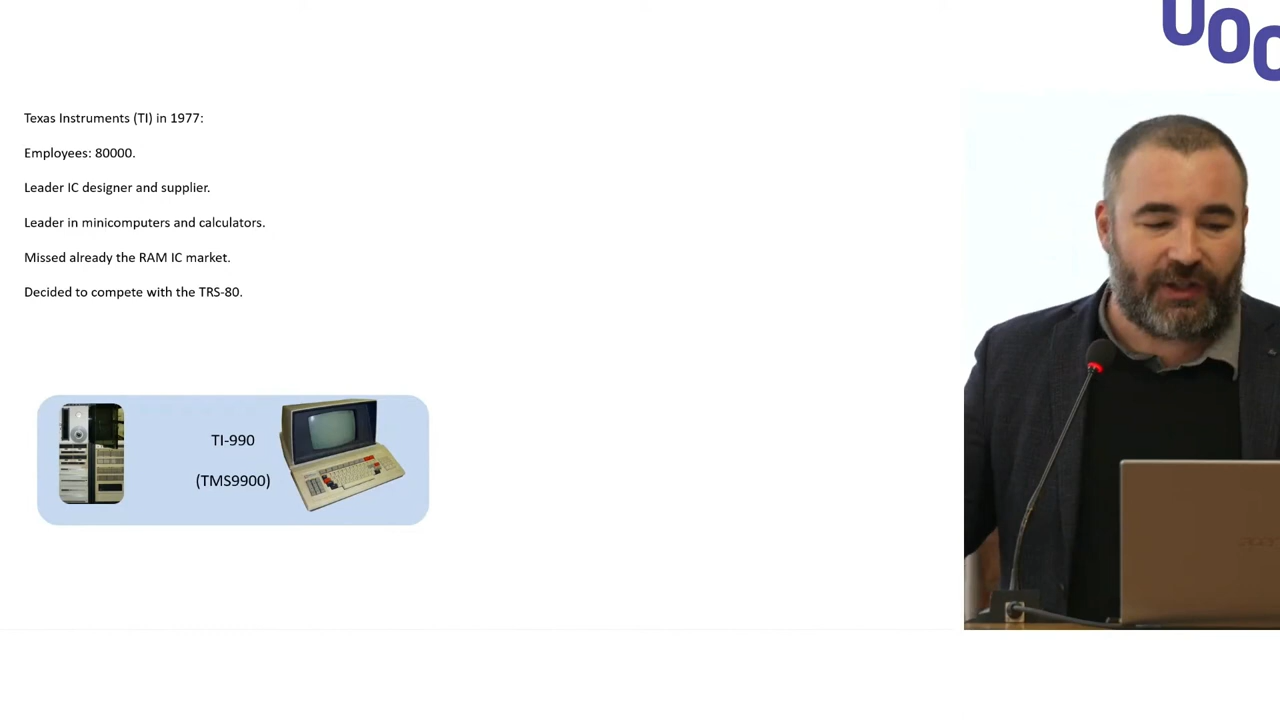 UOC
Texas Instruments (TI) in 1977:
Employees: 80000.
Leader IC designer and supplier.
Leader in minicomputers and calculators.
Missed already the RAM IC market.
Decided to compete with the TRS-80.
TI-990
(TMS9900)